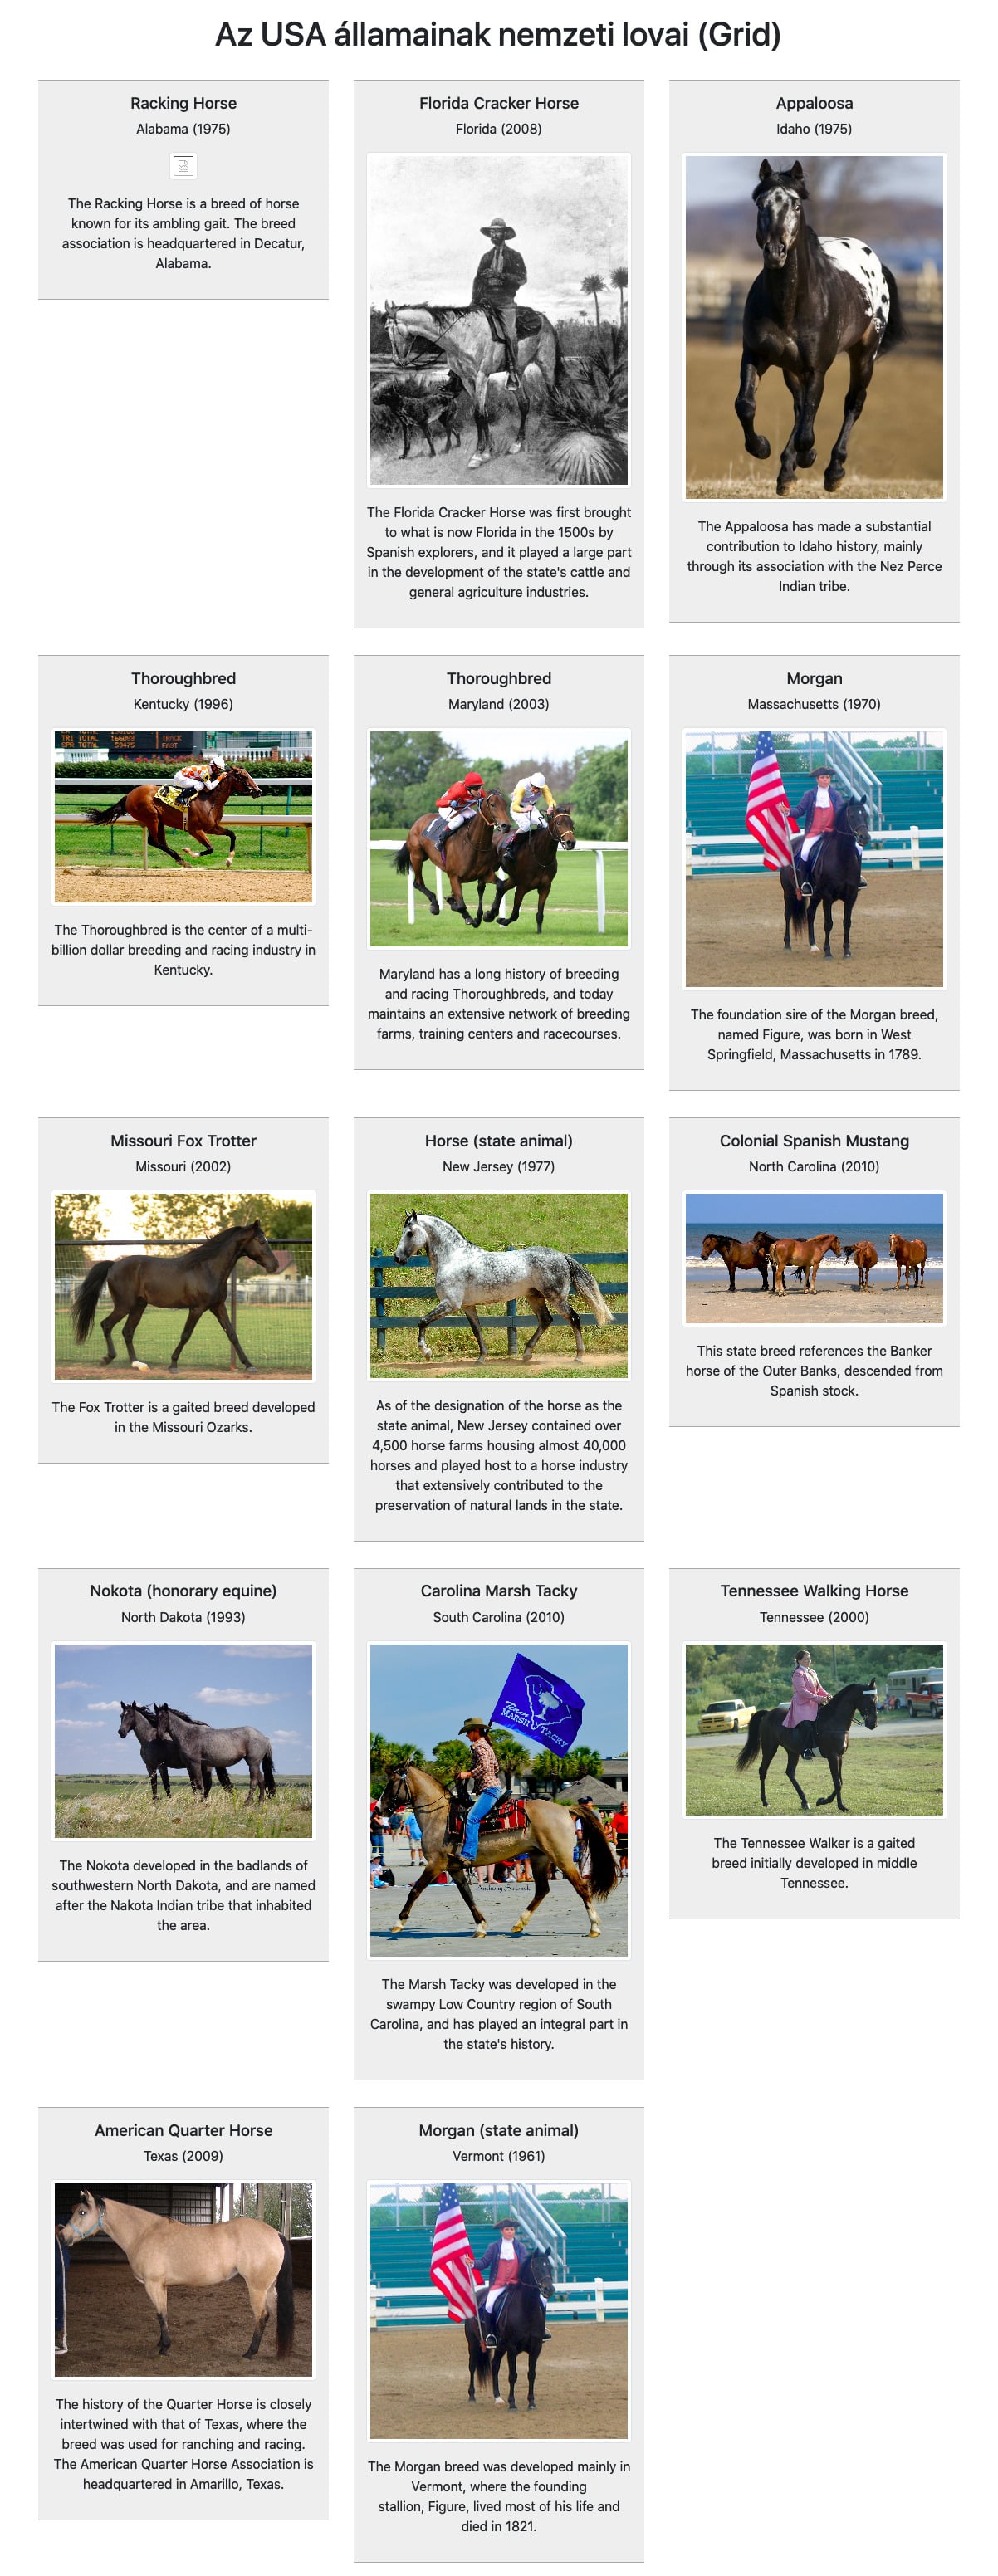 Az USA államainak nemzeti lovai (Grid)
Racking Horse
Alabama (1975)
The Racking Horse is a breed of horse
known for its ambling gait. The breed
association is headquartered in Decatur,
Alabama.
Florida Cracker Horse
Florida (2008)
The Florida Cracker Horse was first brought
to what is now Florida in the 1500s by
Spanish explorers, and it played a large part
in the development of the state's cattle and
general agriculture industries.
Appaloosa
Idaho (1975)
The Appaloosa has made a substantial
contribution to Idaho history, mainly
through its association with the Nez Perce
Indian tribe.
Thoroughbred
Kentucky (1996)
TRI TOTAL
SPE TOTAL 59475
TRACK
FAST
The Thoroughbred is the center of a multi-
billion dollar breeding and racing industry in
Kentucky.
Thoroughbred
Maryland (2003)
Maryland has a long history of breeding
and racing Thoroughbreds, and today
maintains an extensive network of breeding
farms, training centers and racecourses.
Morgan
Massachusetts (1970)
The foundation sire of the Morgan breed,
named Figure, was born in West
Springfield, Massachusetts in 1789.
Missouri Fox Trotter
Missouri (2002)
The Fox Trotter is a gaited breed developed
in the Missouri Ozarks.
Horse (state animal)
New Jersey (1977)
As of the designation of the horse as the
state animal, New Jersey contained over
4,500 horse farms housing almost 40,000
horses and played host to a horse industry
that extensively contributed to the
preservation of natural lands in the state.
Colonial Spanish Mustang
North Carolina (2010)
This state breed references the Banker
horse of the Outer Banks, descended from
Spanish stock.
Nokota (honorary equine)
North Dakota (1993)
The Nokota developed in the badlands of
southwestern North Dakota, and are named
after the Nakota Indian tribe that inhabited
the area.
Carolina Marsh Tacky
South Carolina (2010)
Team
MARSH TACKY
The Marsh Tacky was developed in the
swampy Low Country region of South
Carolina, and has played an integral part in
the state's history.
Tennessee Walking Horse
Tennessee (2000)
The Tennessee Walker is a gaited
breed initially developed in middle
Tennessee.
American Quarter Horse
Texas (2009)
The history of the Quarter Horse is closely
intertwined with that of Texas, where the
breed was used for ranching and racing.
The American Quarter Horse Association is
headquartered in Amarillo, Texas.
Morgan (state animal)
Vermont (1961)
The Morgan breed was developed mainly in
Vermont, where the founding
stallion, Figure, lived most of his life and
died in 1821.